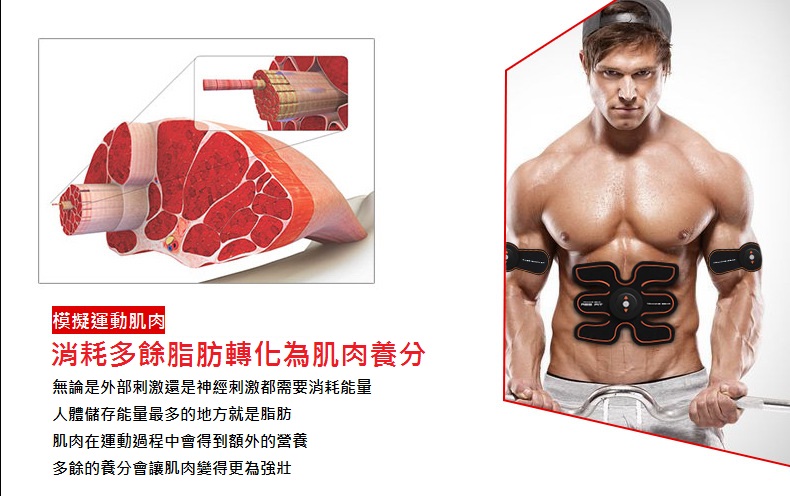 模擬運動肌肉
消耗多餘脂肪轉化為肌肉養分
無論是外部刺激還是神經刺激都需要消耗能量
人體儲存能量最多的地方就是脂肪
肌肉在運動過程中會得到額外的營養
多餘的養分會讓肌肉變得更為強壯